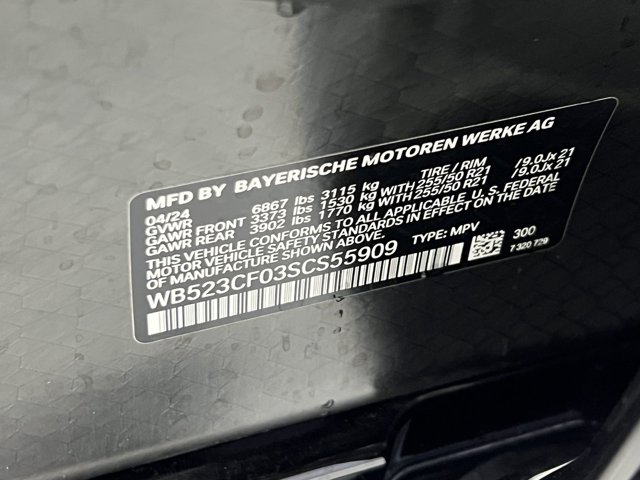 MFD BY BAYERISCHE MOTOREN WERKE AG
04/24 TIRE / RIM
GVWR 6867 lbs 3115 kg
GAWR FRONT 3373 lbs 1530 kg WITH 255/50 R21 /9.0Jx 21
GAWR REAR 3902 lbs 1770 kg WITH 255/50 R21 /9.0Jx 21
THIS VEHICLE CONFORMS TO ALL APPLICABLE U.S. FEDERAL
MOTOR VEHICLE SAFETY STANDARDS IN EFFECT ON THE DATE
OF MANUFACTURE SHOWN ABOVE.
WB523CF03SCS55909 TYPE: MPV 300
7 320 729